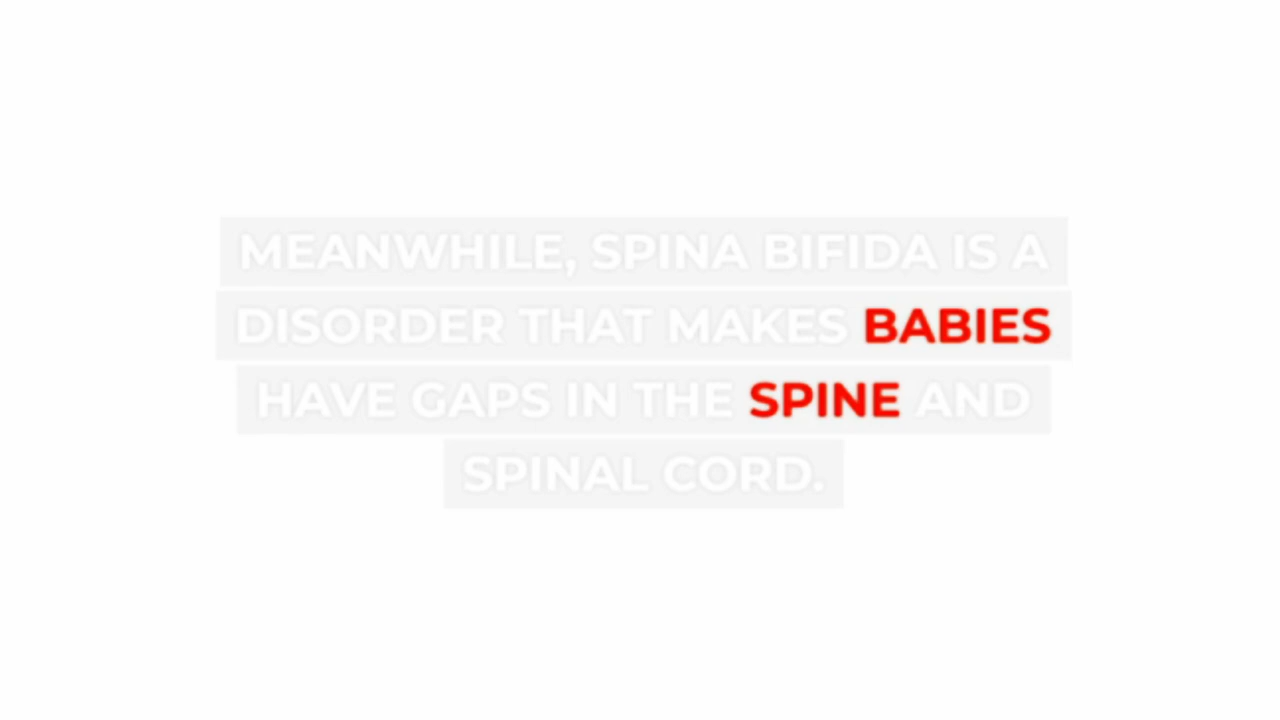 MEANWHILE, SPINA BIFIDA IS A
DISORDER THAT MAKES BABIES
HAVE GAPS IN THE SPINE AND
SPINAL CORD.